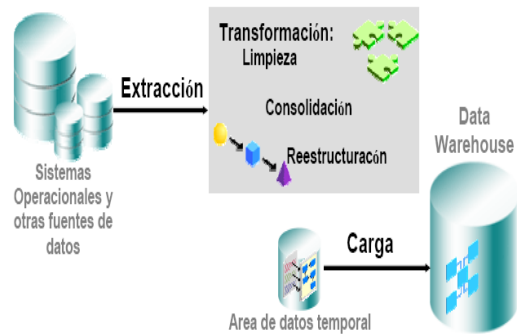 Transformación:
Limpieza
Extracción
Consolidación
Reestructuracón
Sistemas
Operacionales y
otras fuentes de
datos
Data
Warehouse
Carga
Area de datos temporal